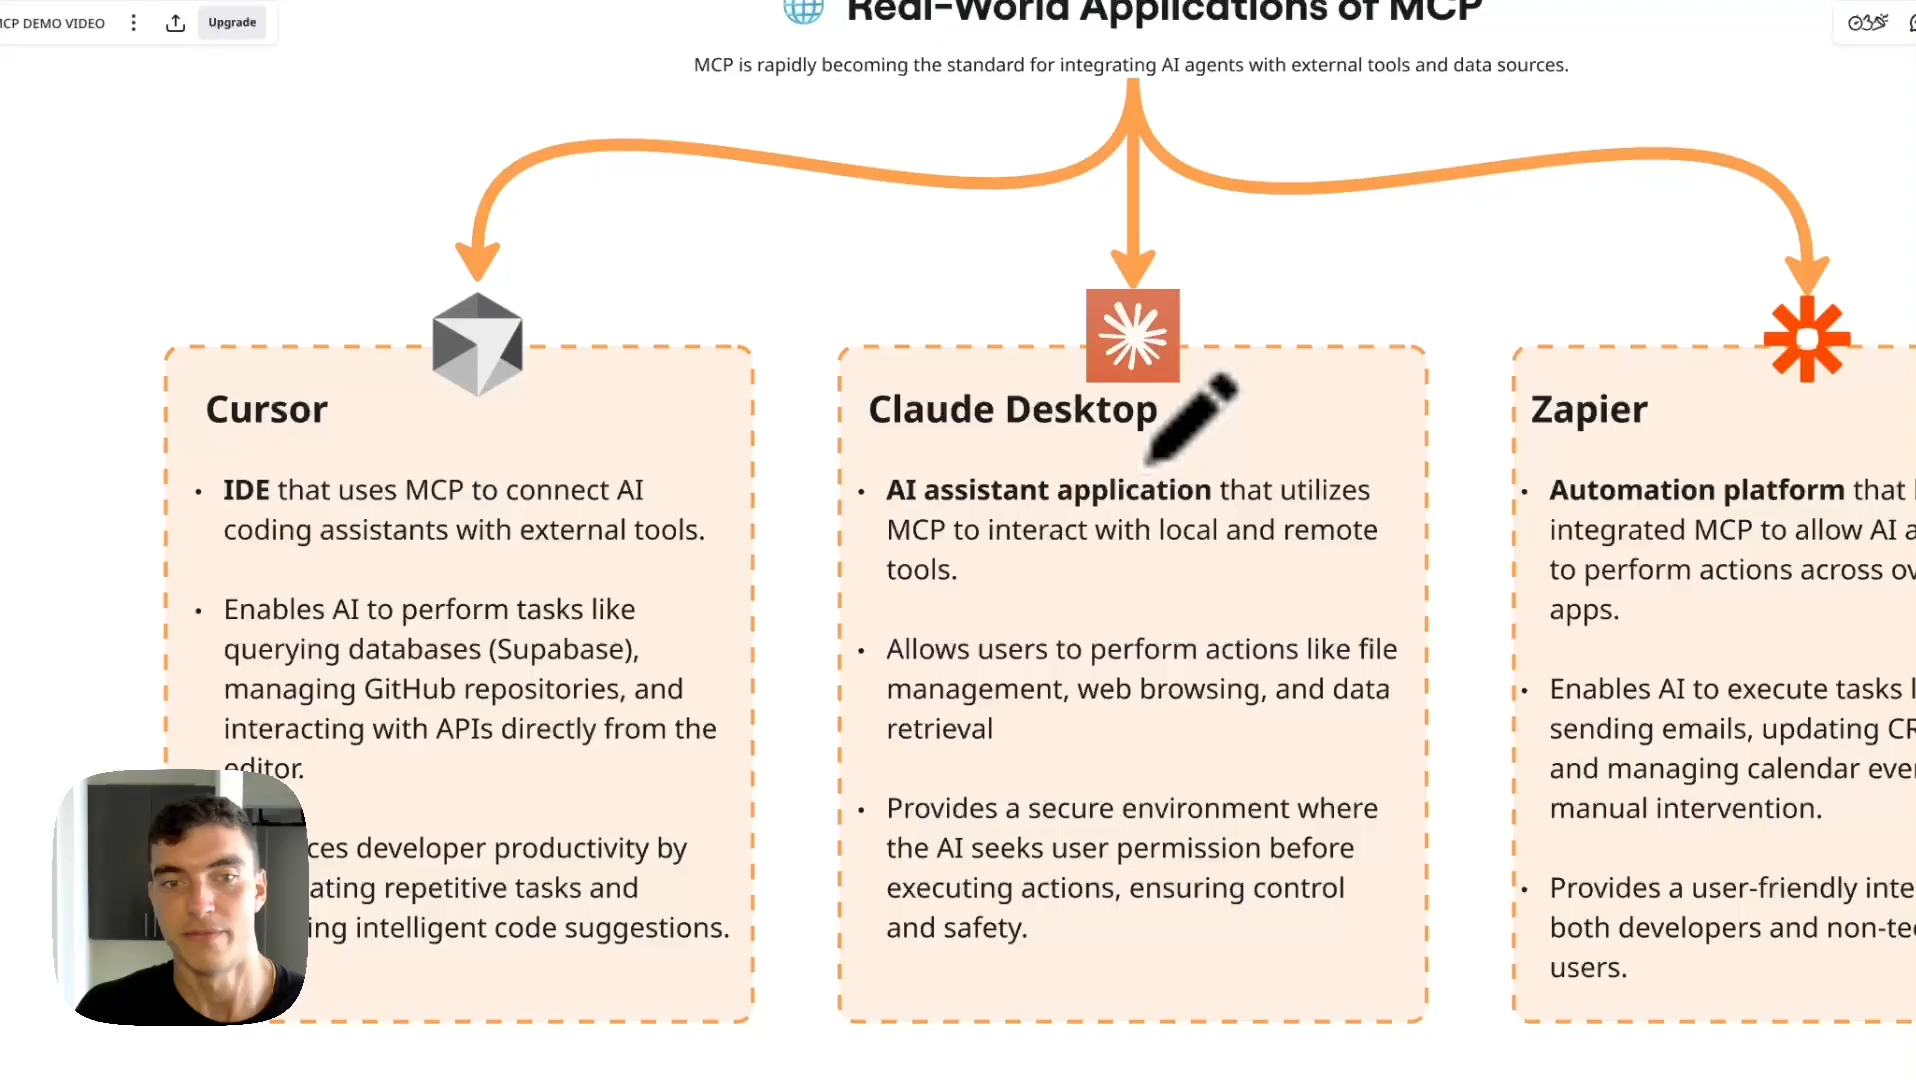 MCP DEMO VIDEO
Upgrade
Real-World Applications of MCP
MCP is rapidly becoming the standard for integrating AI agents with external tools and data sources.
Cursor
• IDE that uses MCP to connect AI
coding assistants with external tools.
• Enables AI to perform tasks like
querying databases (Supabase),
managing GitHub repositories, and
interacting with APIs directly from the
editor.
ces developer productivity by
ating repetitive tasks and
ing intelligent code suggestions.
Claude Desktop
• AI assistant application that utilizes
MCP to interact with local and remote
tools.
• Allows users to perform actions like file
management, web browsing, and data
retrieval
• Provides a secure environment where
the AI seeks user permission before
executing actions, ensuring control
and safety.
Zapier
• Automation platform that
integrated MCP to allow AI
to perform actions across
apps.
• Enables AI to execute tasks
sending emails, updating
and managing calendar
manual intervention.
• Provides a user-friendly
both developers and
users.